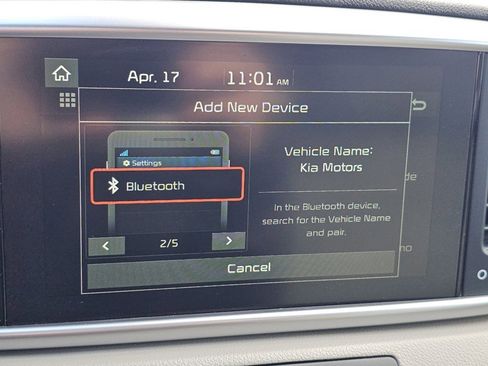 Apr. 17
11:01 AM
Add New Device
Settings
Bluetooth
2/5
Vehicle Name:
Kia Motors
In the Bluetooth device,
search for the Vehicle Name
and pair.
Cancel